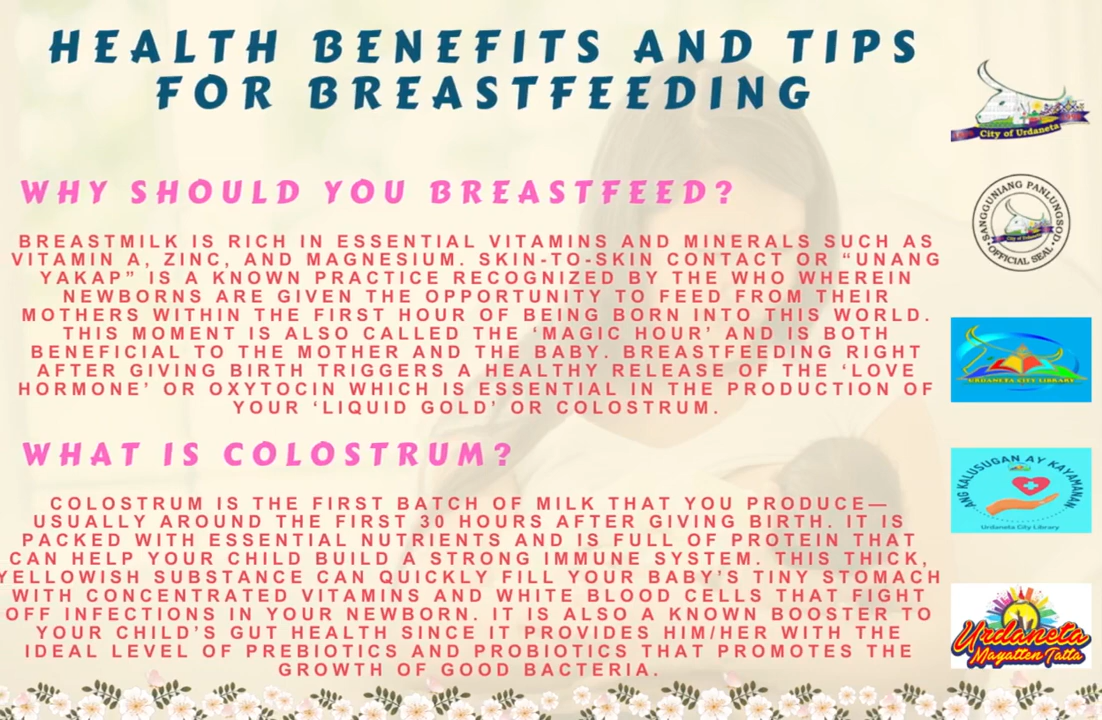 HEALTH BENEFITS AND TIPS
FOR BREASTFEEDING
WHY SHOULD YOU BREASTFEED?
BREASTMILK IS RICH IN ESSENTIAL VITAMINS AND MINERALS SUCH AS
VITAMIN A, ZINC, AND MAGNESIUM. SKIN-TO-SKIN CONTACT OR “UNANG
YAKAP” IS A KNOWN PRACTICE RECOGNIZED BY THE WHO WHEREIN
NEWBORNS ARE GIVEN THE OPPORTUNITY TO FEED FROM THEIR
MOTHERS WITHIN THE FIRST HOUR OF BEING BORN INTO THIS WORLD.
THIS MOMENT IS ALSO CALLED THE ‘MAGIC HOUR’ AND IS BOTH
BENEFICIAL TO THE MOTHER AND THE BABY. BREASTFEEDING RIGHT
AFTER GIVING BIRTH TRIGGERS A HEALTHY RELEASE OF THE ‘LOVE
HORMONE’ OR OXYTOCIN WHICH IS ESSENTIAL IN THE PRODUCTION OF
YOUR ‘LIQUID GOLD’ OR COLOSTRUM.
WHAT IS COLOSTRUM?
COLOSTRUM IS THE FIRST BATCH OF MILK THAT YOU PRODUCE—
USUALLY AROUND THE FIRST 30 HOURS AFTER GIVING BIRTH. IT IS
PACKED WITH ESSENTIAL NUTRIENTS AND IS FULL OF PROTEIN THAT
CAN HELP YOUR CHILD BUILD A STRONG IMMUNE SYSTEM. THIS THICK,
YELLOWISH SUBSTANCE CAN QUICKLY FILL YOUR BABY’S TINY STOMACH
WITH CONCENTRATED VITAMINS AND WHITE BLOOD CELLS THAT FIGHT
OFF INFECTIONS IN YOUR NEWBORN. IT IS ALSO A KNOWN BOOSTER TO
YOUR CHILD’S GUT HEALTH SINCE IT PROVIDES HIM/HER WITH THE
IDEAL LEVEL OF PREBIOTICS AND PROBIOTICS THAT PROMOTES THE
GROWTH OF GOOD BACTERIA.
City of Urdaneta
SANGGUNIANG PANLUNGSOD
City of Urdaneta
OFFICIAL SEAL
URDANETA CITY LIBRARY
ANG KALUSUGAN AY KAYAMANAN
Urdaneta City Library
Urdaneta
Mayatten Tatta